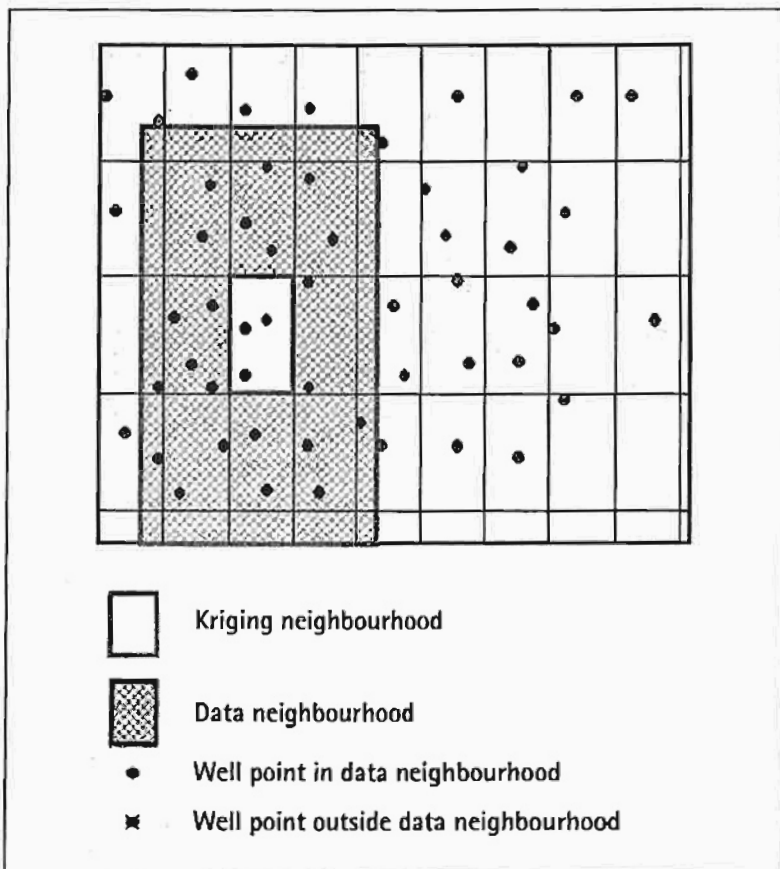 Kriging neighbourhood
Data neighbourhood
Well point in data neighbourhood
Well point outside data neighbourhood